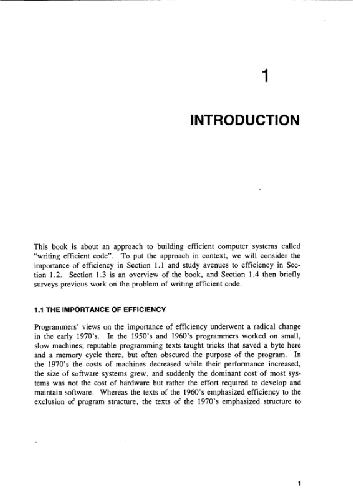 1
INTRODUCTION
This book is about an approach to building efficient computer systems called
“writing efficient code”. To put the approach in context, we will consider the
importance of efficiency in Section 1.1 and study avenues to efficiency in Sec-
tion 1.2. Section 1.3 is an overview of the book, and Section 1.4 then briefly
surveys previous work on the problem of writing efficient code.
1.1 THE IMPORTANCE OF EFFICIENCY
Programmers' views on the importance of efficiency underwent a radical change
in the early 1970's. In the 1950's and 1960's programmers worked on small,
slow machines; reputable programming texts taught tricks that saved a byte here
and a memory cycle there, but often obscured the purpose of the program. In
the 1970's the costs of machines decreased while their performance increased,
the size of software systems grew, and suddenly the dominant cost of most sys-
tems was not the cost of hardware but rather the effort required to develop and
maintain software. Whereas the texts of the 1960's emphasized efficiency to the
exclusion of program structure, the texts of the 1970's emphasized structure to
1